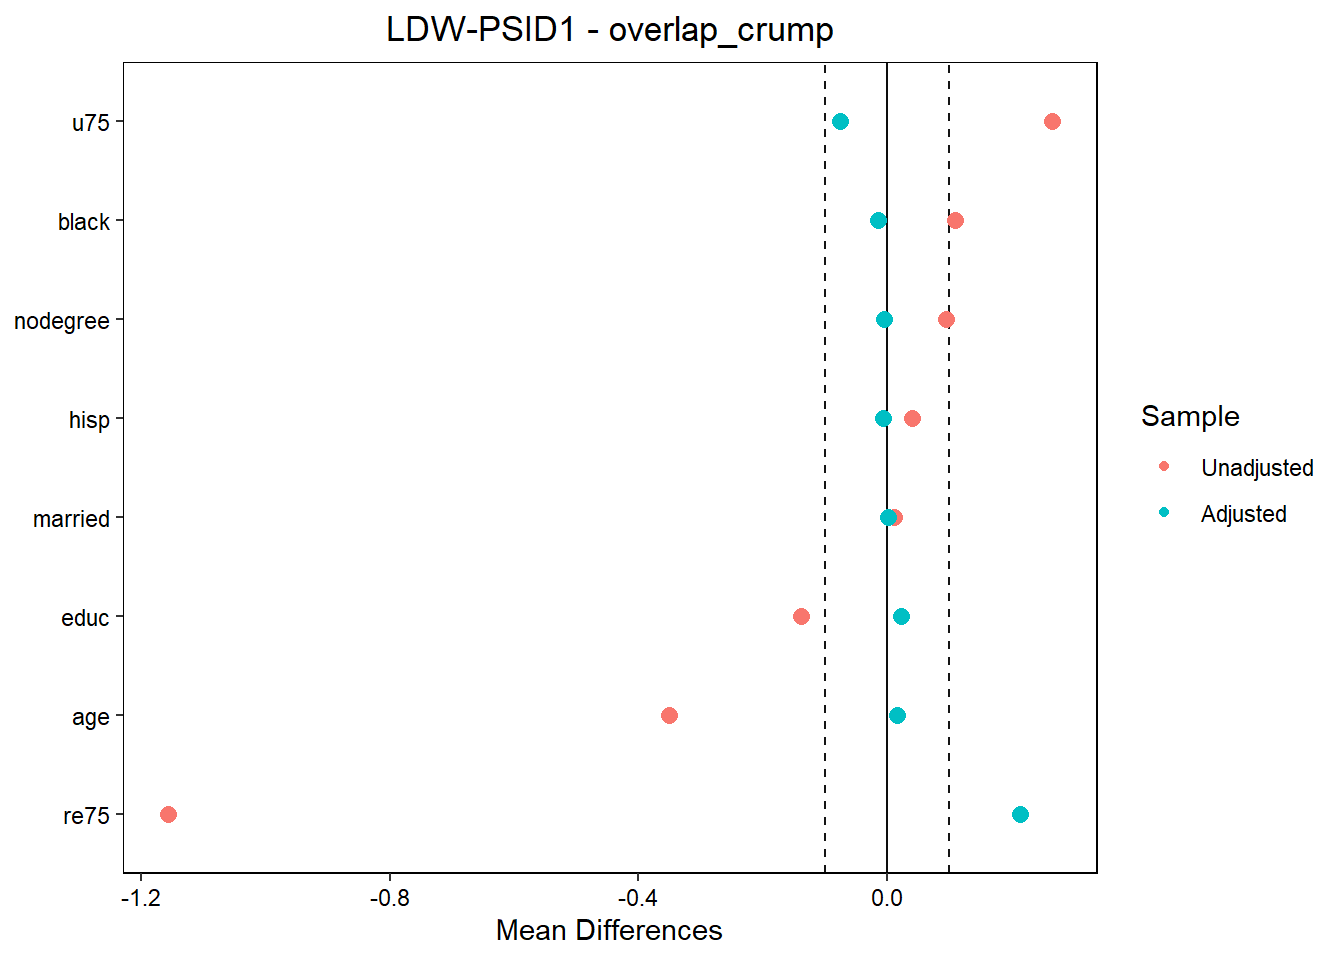 LDW-PSID1 - overlap_crump
u75
black
nodegree
hisp
married
educ
age
re75
-1.2 -0.8 -0.4 0.0
Mean Differences
Sample
Unadjusted
Adjusted